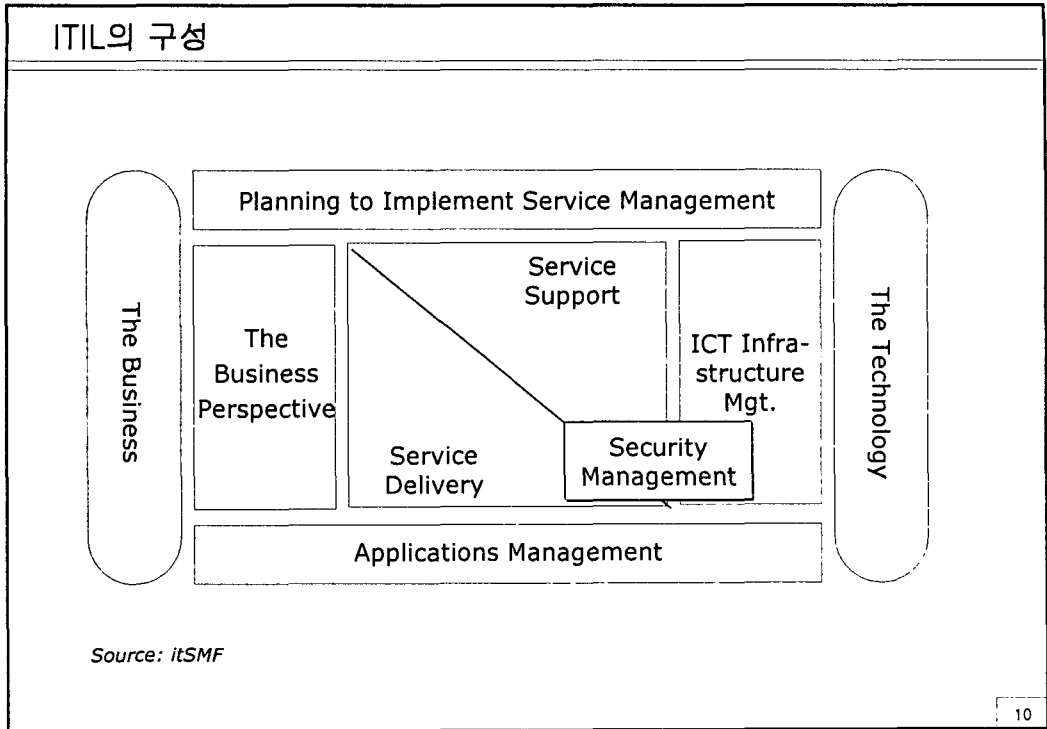 ITIL의 구성
Planning to Implement Service Management
The Business
The
Business
Perspective
Service
Support
Service
Delivery
ICT Infra-
structure
Mgt.
Security
Management
The Technology
Applications Management
Source: itSMF
10